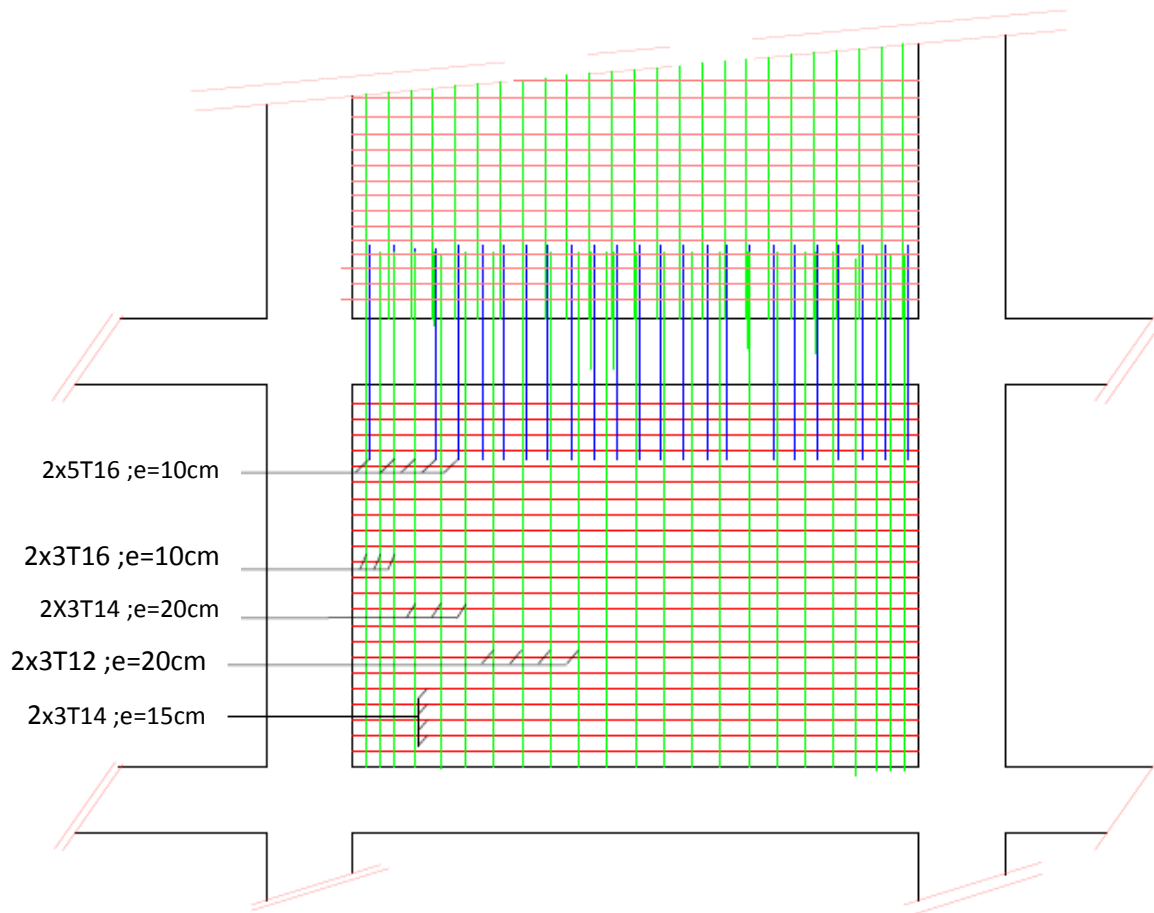 2x5T16 ;e=10cm
2x3T16 ;e=10cm
2X3T14 ;e=20cm
2x3T12 ;e=20cm
2x3T14 ;e=15cm